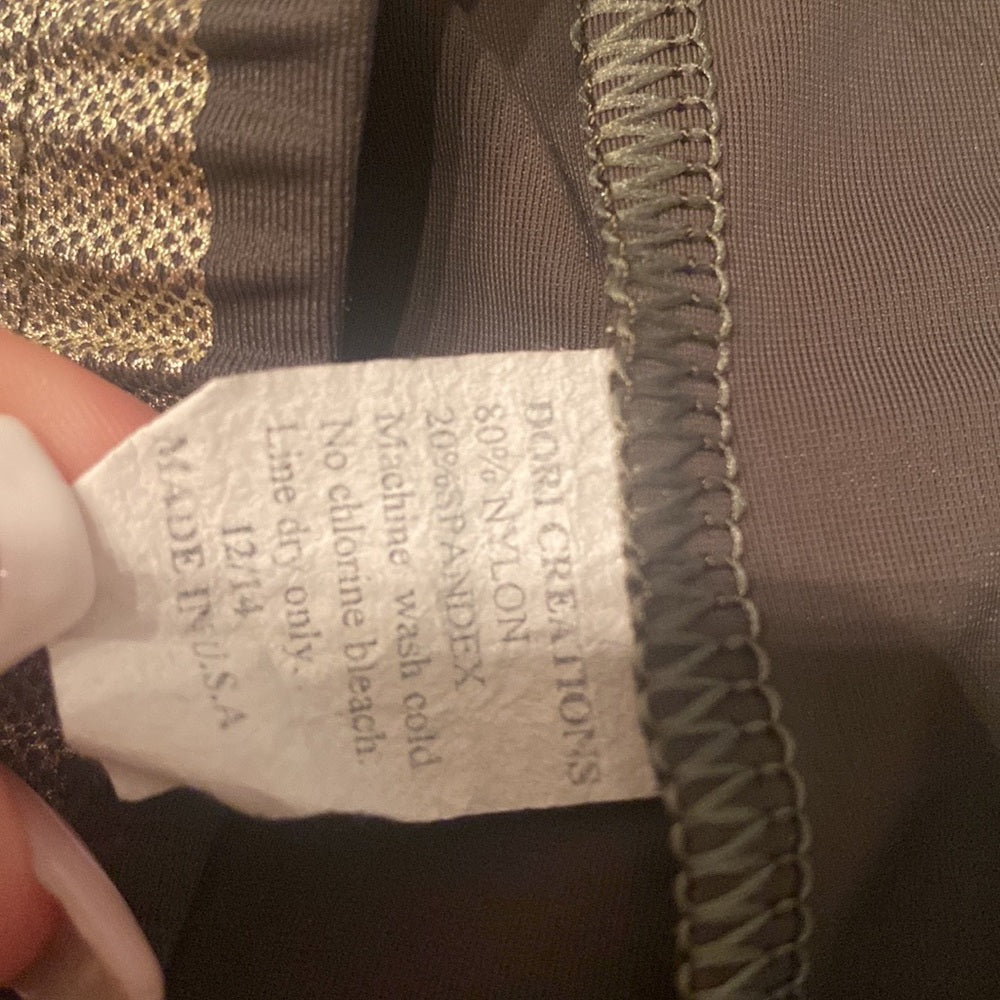 DORI CREATIONS
80% NYLON
20%SPANDEX
Machine wash cold
No chlorine bleach.
Line dry only.
12/14
MADE IN U.S.A